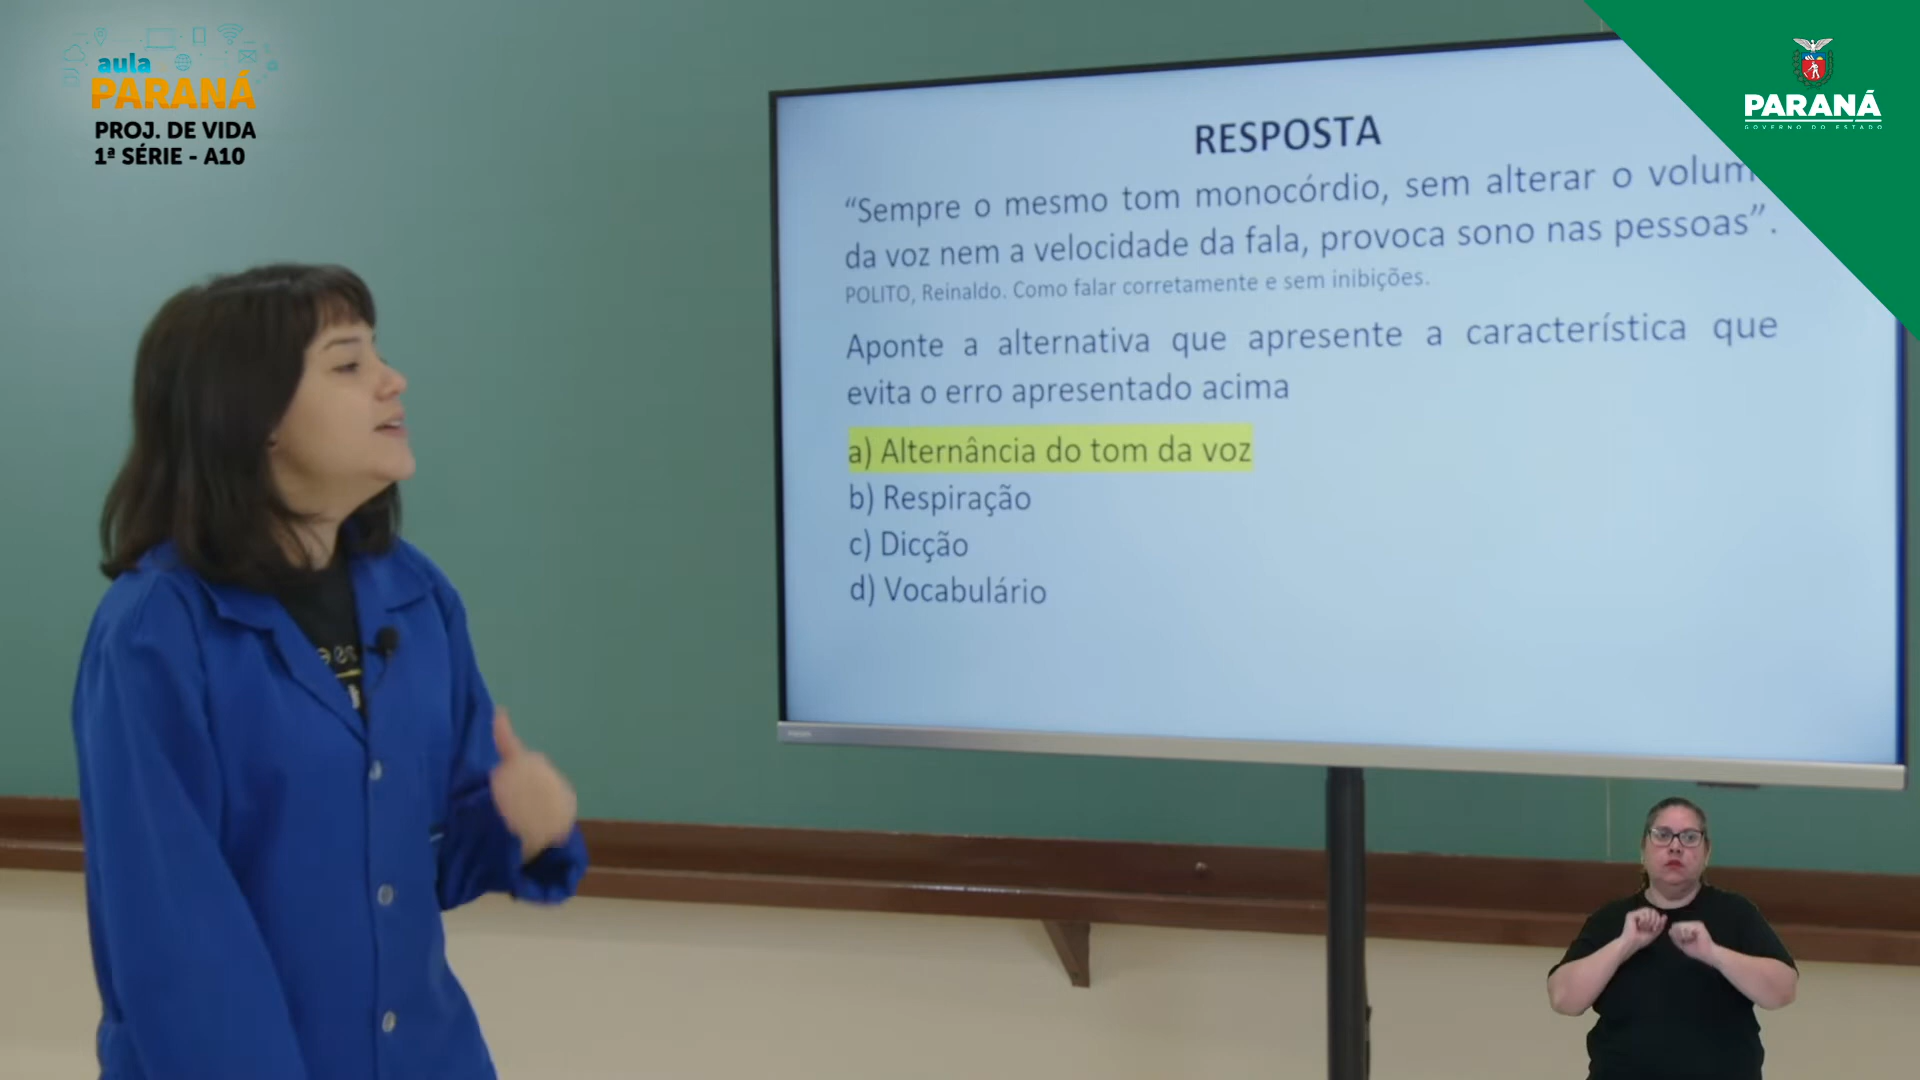 aula
PARANÁ
PROJ. DE VIDA
1ª SÉRIE - A10
PARANÁ
GOVERNO DO ESTADO
RESPOSTA
“Sempre o mesmo tom monocórdio, sem alterar o volum
da voz nem a velocidade da fala, provoca sono nas pessoas”.
POLITO, Reinaldo. Como falar corretamente e sem inibições.
Aponte a alternativa que apresente a característica que
evita o erro apresentado acima
a) Alternância do tom da voz
b) Respiração
c) Dicção
d) Vocabulário